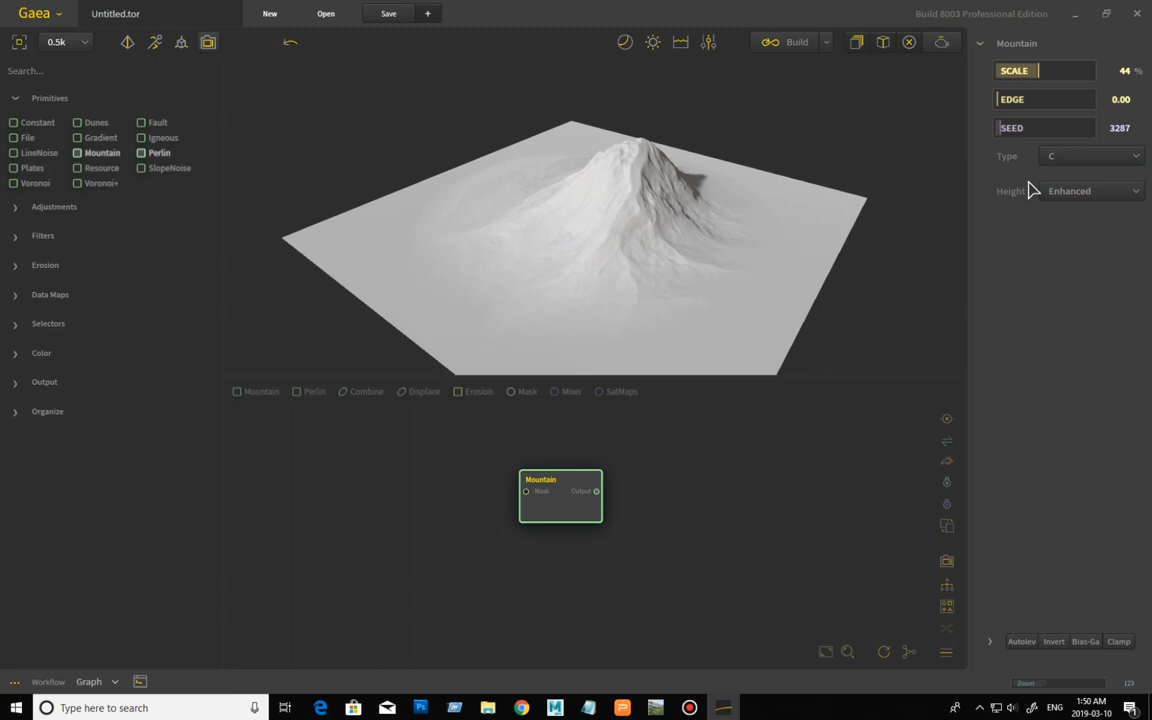 Gaea
Untitled.tor
New
Open
Save
+
Build 8003 Professional Edition
0.5k
Build
Search...
Primitives
Constant Dunes Fault
File Gradient Igneous
LineNoise Mountain Perlin
Plates Resource SlopeNoise
Voronoi Voronoi+
Adjustments
Filters
Erosion
Data Maps
Selectors
Color
Output
Organize
Mountain
SCALE 44 %
EDGE 0.00
SEED 3287
Type C
Height Enhanced
Mountain Perlin Combine Displace Erosion Mask Mixer SatMaps
Mountain
Mask Output
Autolev Invert Bias-Ga Clamp
Workflow Graph
Zoom 123
Type here to search
ENG
1:50 AM
2019-03-10